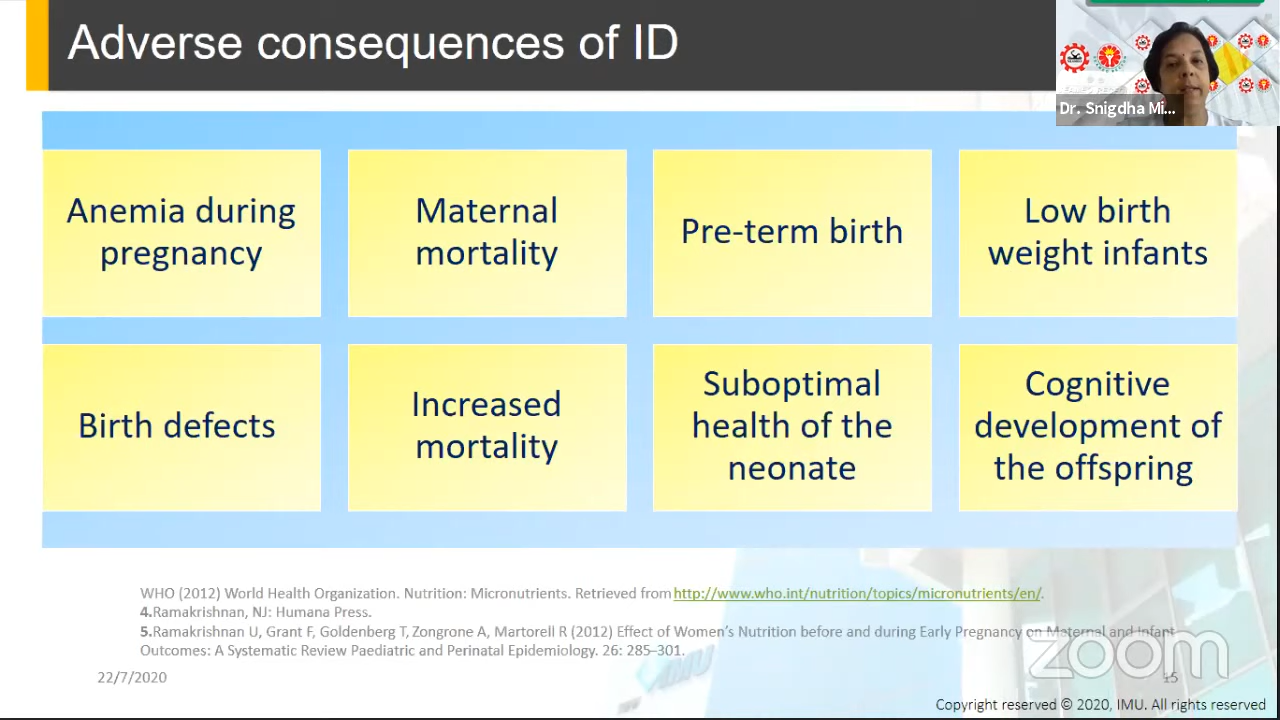 Adverse consequences of ID
Dr. Snigdha Mi...
Anemia during
pregnancy
Maternal
mortality
Pre-term birth
Low birth
weight infants
Birth defects
Increased
mortality
Suboptimal
health of the
neonate
Cognitive
development of
the offspring
WHO (2012) World Health Organization. Nutrition: Micronutrients. Retrieved from http://www.who.int/nutrition/topics/micronutrients/en/.
4.Ramakrishnan, NJ: Humana Press.
5.Ramakrishnan U, Grant F, Goldenberg T, Zongrone A, Martorell R (2012) Effect of Women's Nutrition before and during Early Pregnancy on Maternal and Infant
Outcomes: A Systematic Review Paediatric and Perinatal Epidemiology. 26: 285–301.
22/7/2020
15
zoom
IMU
Copyright reserved © 2020, IMU. All rights reserved